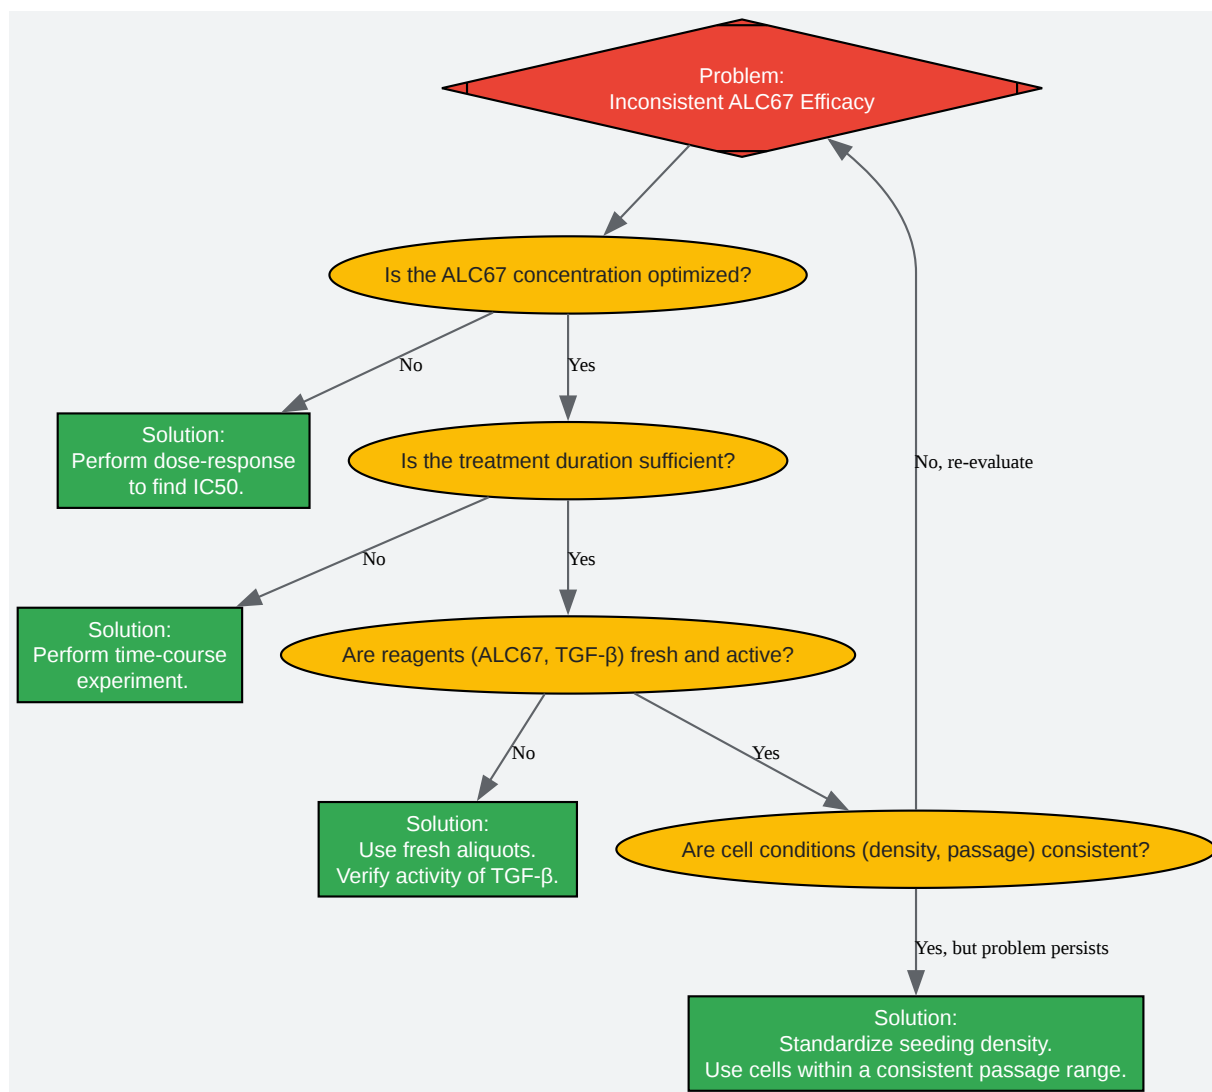 Problem:
Inconsistent ALC67 Efficacy
Is the ALC67 concentration optimized?
No
Yes
Solution:
Perform dose-response
to find IC50.
Is the treatment duration sufficient?
No, re-evaluate
No
Yes
Solution:
Perform time-course
experiment.
Are reagents (ALC67, TGF-β) fresh and active?
No
Yes
Solution:
Use fresh aliquots.
Verify activity of TGF-β.
Are cell conditions (density, passage) consistent?
Yes, but problem persists
Solution:
Standardize seeding density.
Use cells within a consistent passage range.